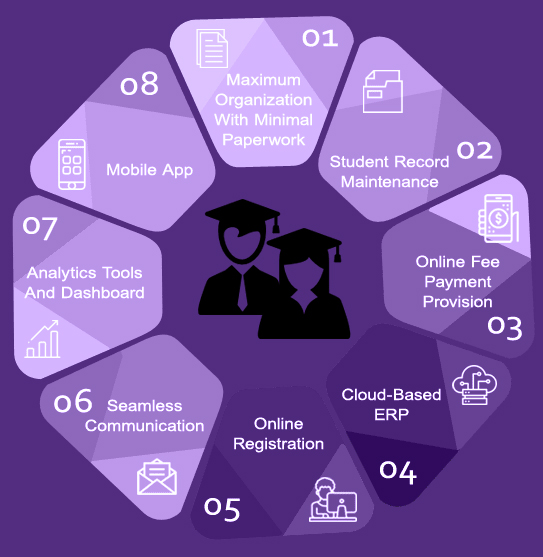 01
Maximum
Organization
With Minimal
Paperwork
02
Student Record
Maintenance
Online Fee
Payment
Provision
03
Cloud-Based
ERP
04
Online
Registration
05
06
Seamless
Communication
07
Analytics Tools
And Dashboard
08
Mobile App